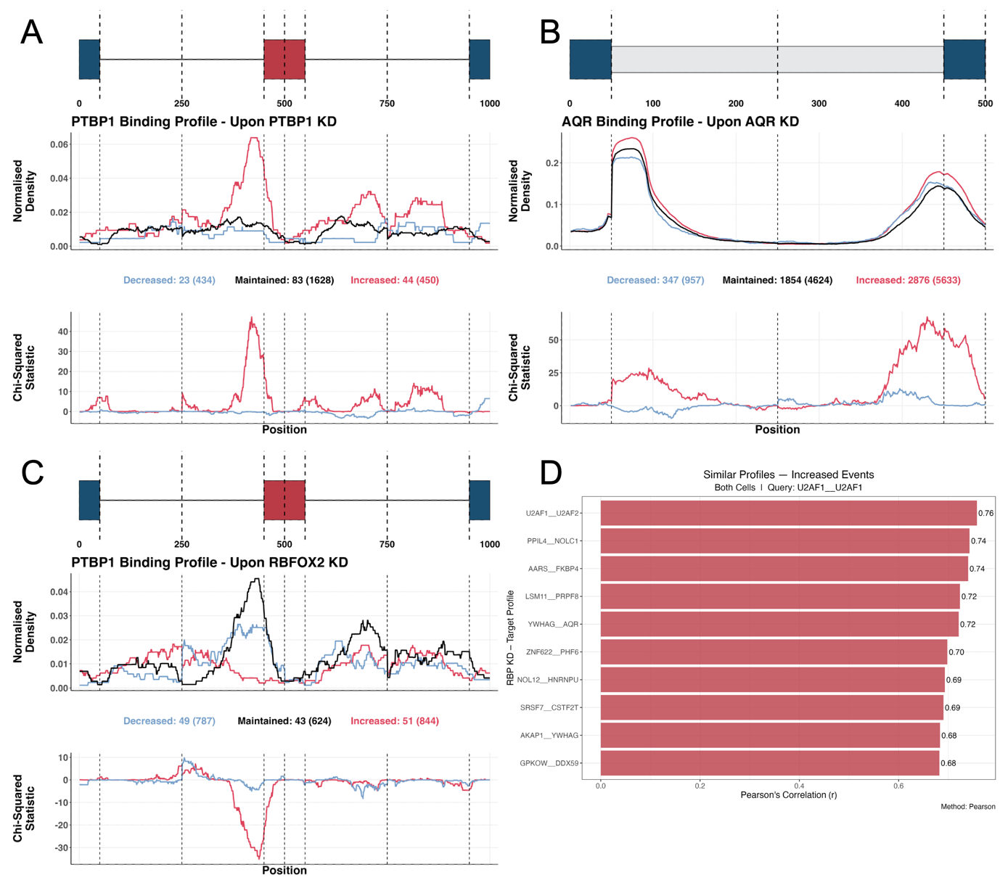 A
0 250 500 750 1000
PTBP1 Binding Profile - Upon PTBP1 KD
Normalised
Density
0.06
0.04
0.02
0.00
Decreased: 23 (434) Maintained: 83 (1628) Increased: 44 (450)
Chi-Squared
Statistic
40
30
20
10
0
Position
B
0 100 200 300 400 500
AQR Binding Profile - Upon AQR KD
Normalised
Density
0.2
0.1
0.0
Decreased: 347 (957) Maintained: 1854 (4624) Increased: 2876 (5633)
Chi-Squared
Statistic
50
25
0
Position
C
0 250 500 750 1000
PTBP1 Binding Profile - Upon RBFOX2 KD
Normalised
Density
0.04
0.03
0.02
0.01
0.00
Decreased: 49 (787) Maintained: 43 (624) Increased: 51 (844)
Chi-Squared
Statistic
10
0
-10
-20
-30
Position
D
Similar Profiles — Increased Events
Both Cells | Query: U2AF1__U2AF1
RBP KD – Target Profile
U2AF1__U2AF2 0.76
PPIL4__NOLC1 0.74
AARS__FKBP4 0.74
LSM11__PRPF8 0.72
YWHAG__AQR 0.72
ZNF622__PHF6 0.70
NOL12__HNRNPU 0.69
SRSF7__CSTF2T 0.69
AKAP1__YWHAG 0.68
GPKOW__DDX59 0.68
0.0 0.2 0.4 0.6
Pearson's Correlation (r)
Method: Pearson